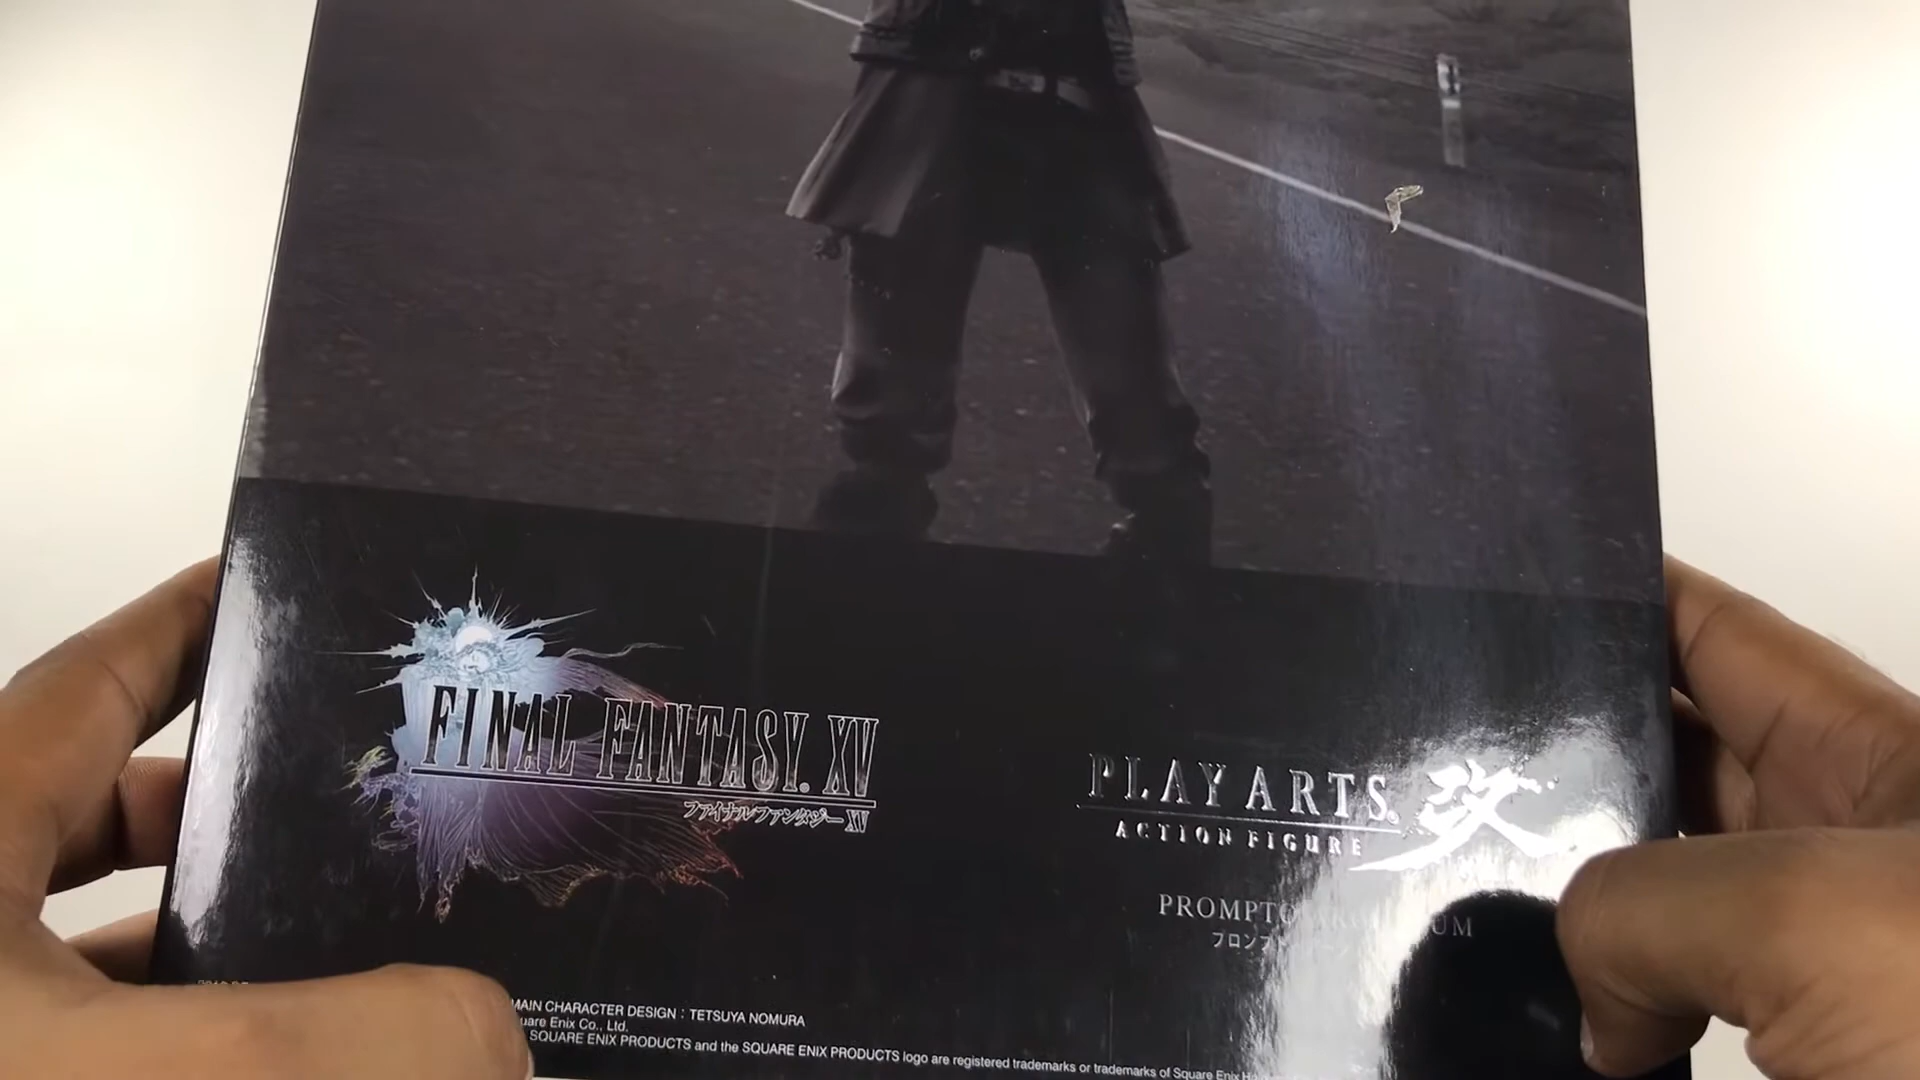 FINAL FANTASY. XV
ファイナルファンタジー XV
PLAY ARTS. 改
ACTION FIGURE
PROMPTO
MAIN CHARACTER DESIGN : TETSUYA NOMURA
Enix Co., Ltd.
SQUARE ENIX PRODUCTS and the SQUARE ENIX PRODUCTS logo are registered trademarks or trademarks of Square Enix